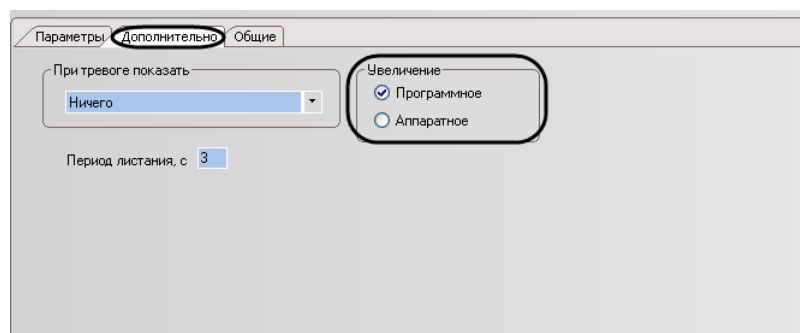 Параметры Дополнительно Общие
При тревоге показать
Ничего
Увеличение
Программное
Аппаратное
Период листания, с 3